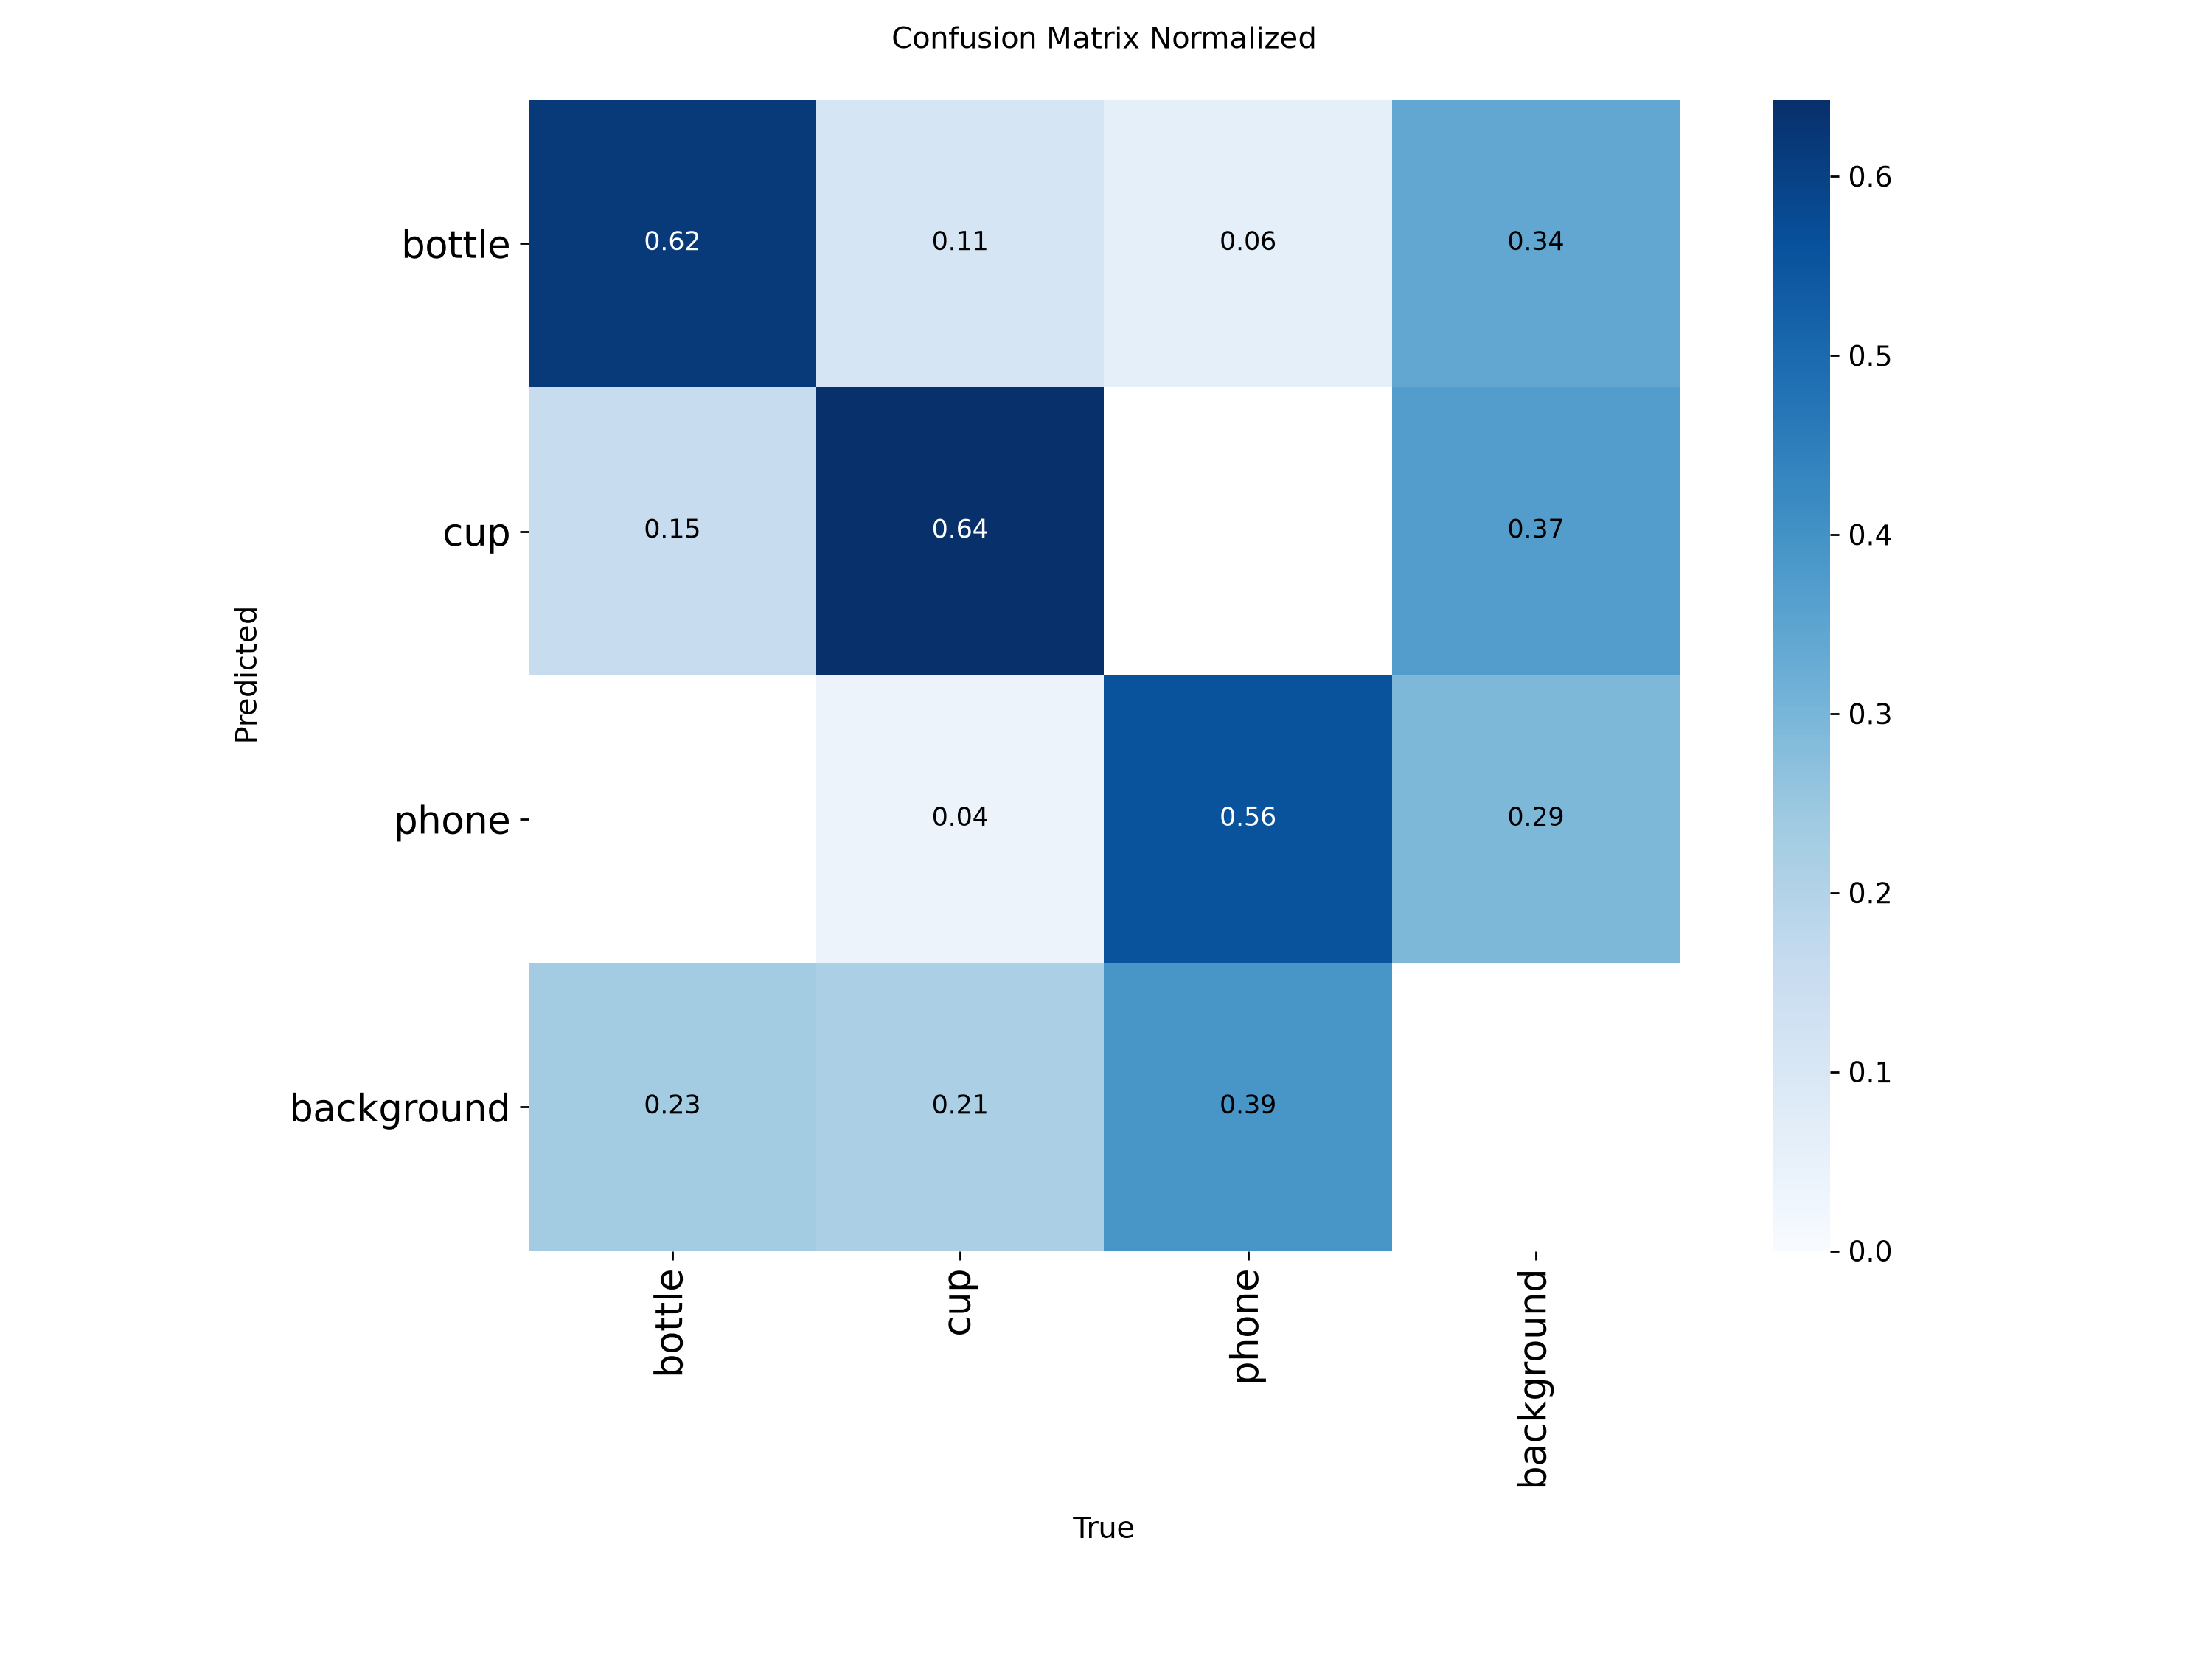 Confusion Matrix Normalized
bottle 0.62 0.11 0.06 0.34
cup 0.15 0.64 0.37
phone 0.04 0.56 0.29
background 0.23 0.21 0.39
Predicted
bottle cup phone background
True
0.6
0.5
0.4
0.3
0.2
0.1
0.0